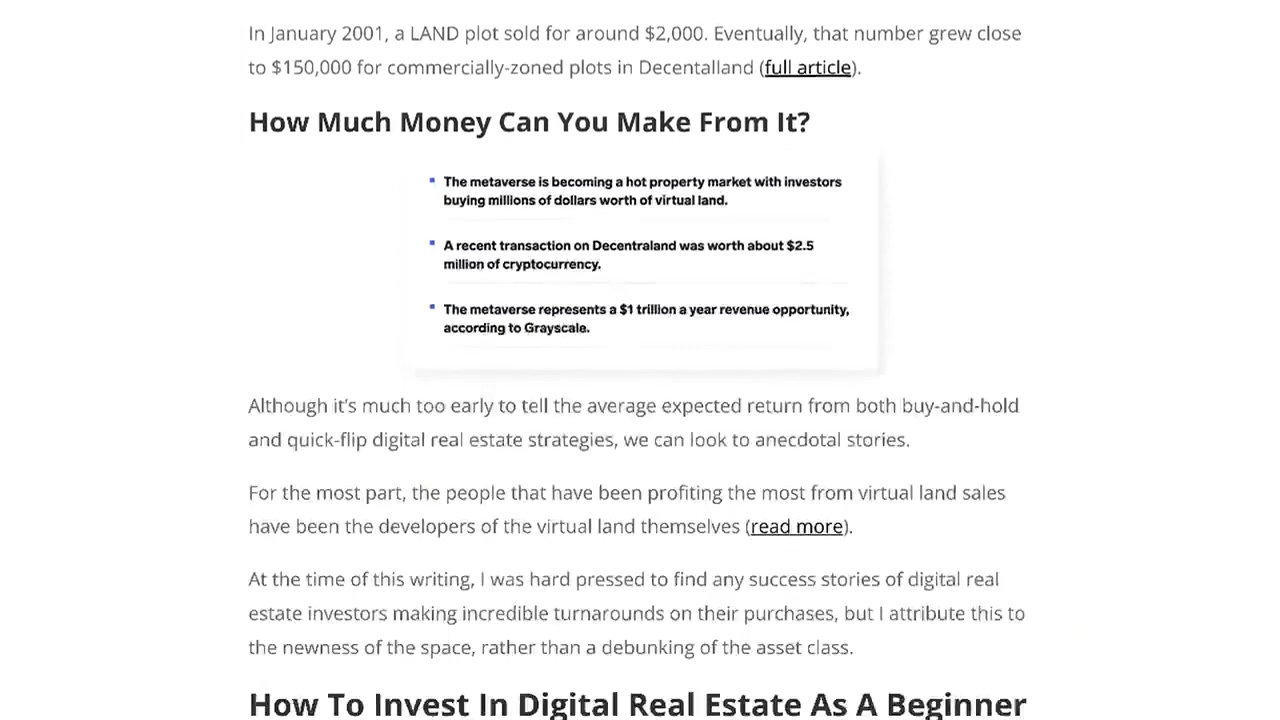 In January 2001, a LAND plot sold for around $2,000. Eventually, that number grew close
to $150,000 for commercially-zoned plots in Decentalland (full article).
How Much Money Can You Make From It?
▪ The metaverse is becoming a hot property market with investors
buying millions of dollars worth of virtual land.
▪ A recent transaction on Decentraland was worth about $2.5
million of cryptocurrency.
▪ The metaverse represents a $1 trillion a year revenue opportunity,
according to Grayscale.
Although it's much too early to tell the average expected return from both buy-and-hold
and quick-flip digital real estate strategies, we can look to anecdotal stories.
For the most part, the people that have been profiting the most from virtual land sales
have been the developers of the virtual land themselves (read more).
At the time of this writing, I was hard pressed to find any success stories of digital real
estate investors making incredible turnarounds on their purchases, but I attribute this to
the newness of the space, rather than a debunking of the asset class.
How To Invest In Digital Real Estate As A Beginner